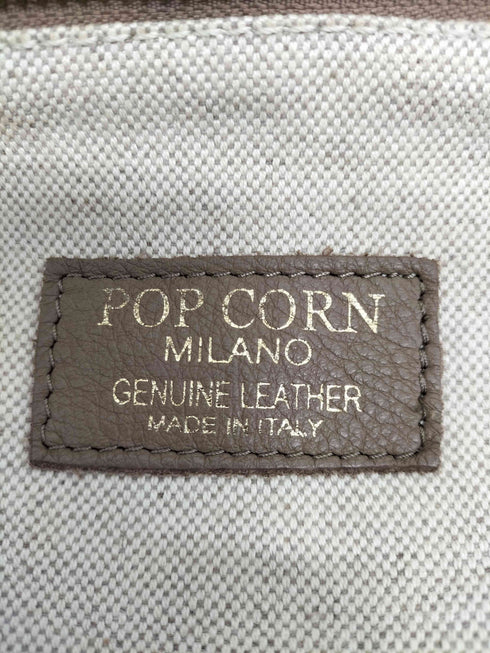 POP CORN
MILANO
GENUINE LEATHER
MADE IN ITALY